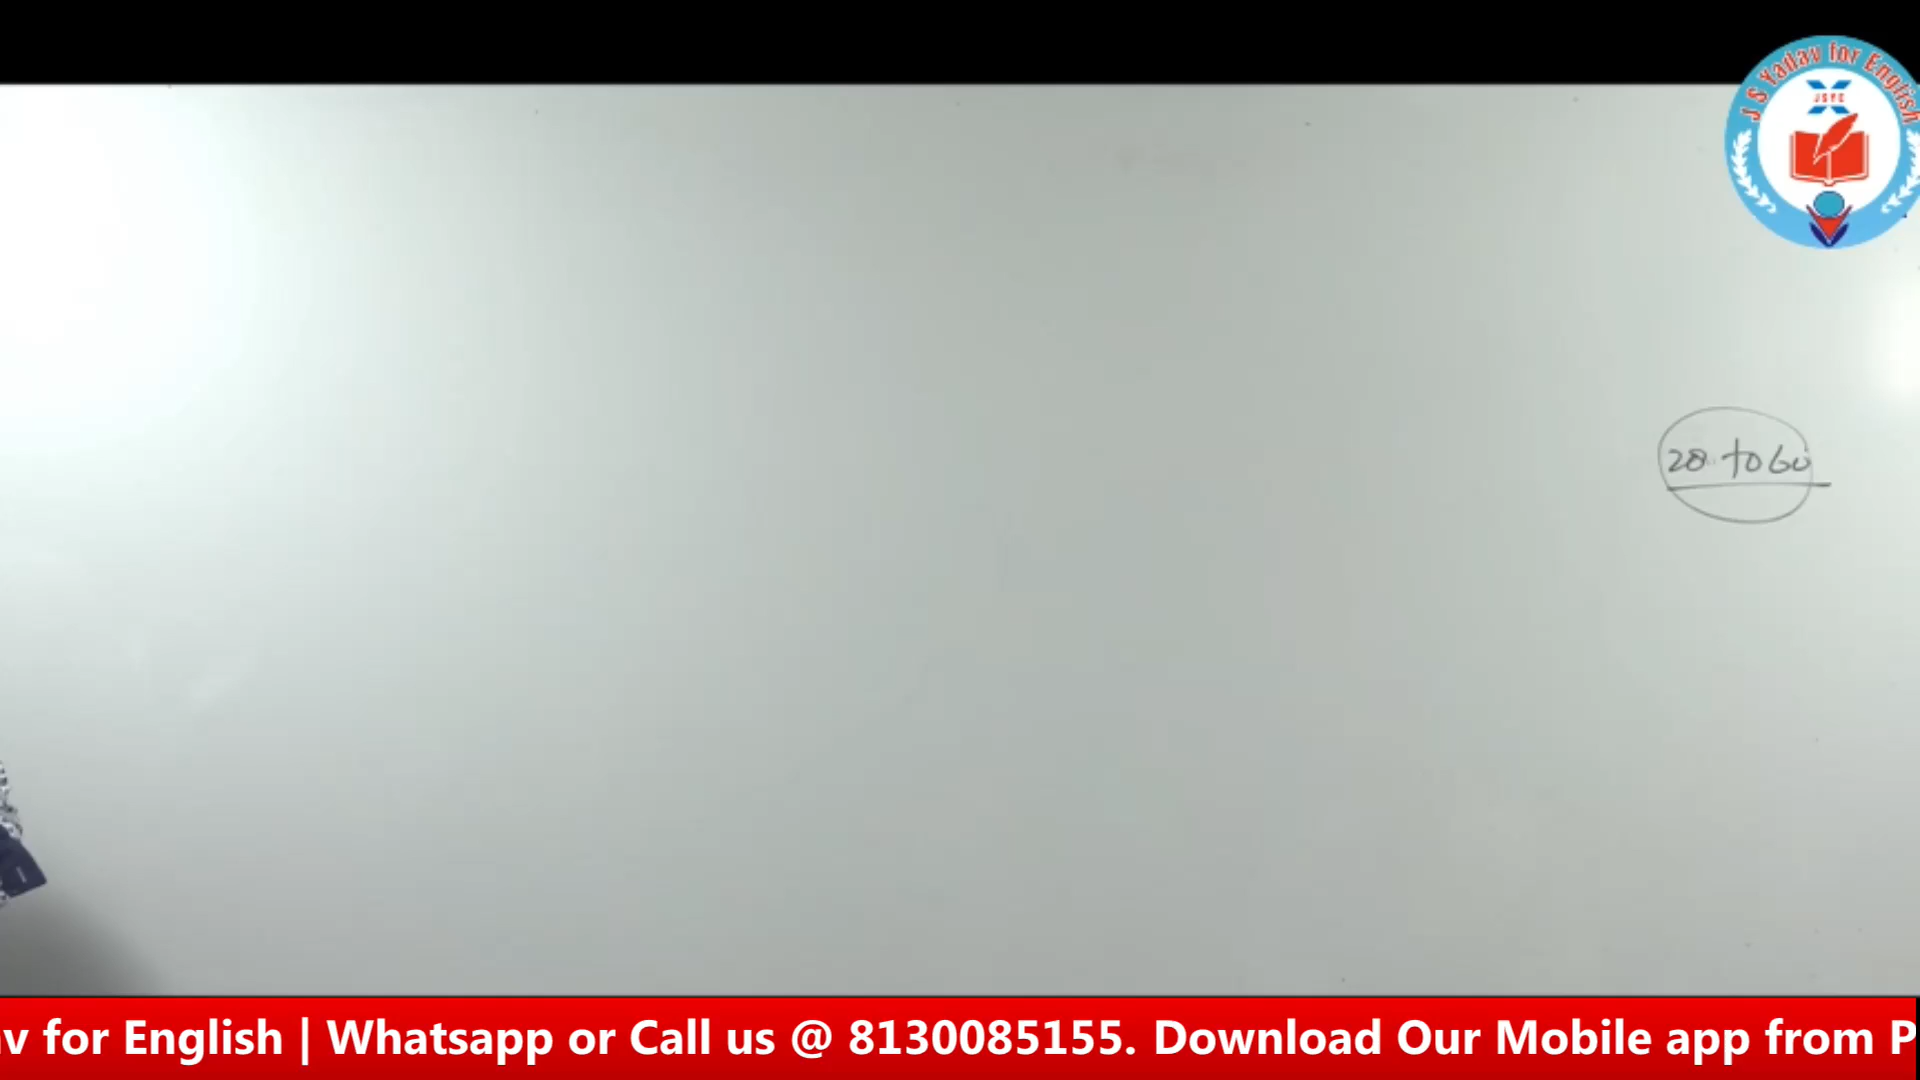 J S Yadav for English
JSYE
28 to 60
av for English | Whatsapp or Call us @ 8130085155. Download Our Mobile app from P